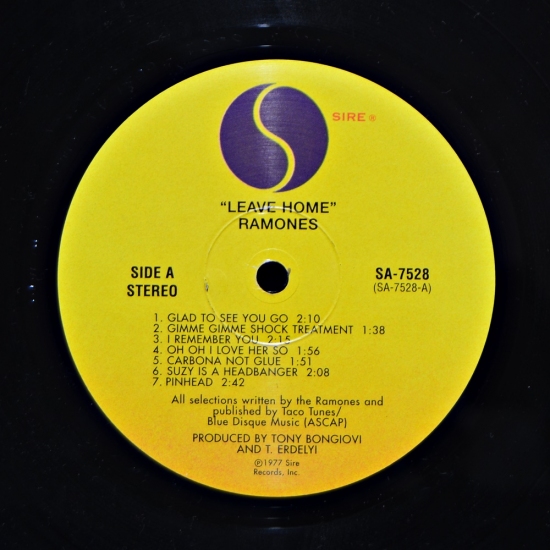 SIRE ®
"LEAVE HOME"
RAMONES
SIDE A
STEREO
SA-7528
(SA-7528-A)
1. GLAD TO SEE YOU GO 2:10
2. GIMME GIMME SHOCK TREATMENT 1:38
3. I REMEMBER YOU 2:15
4. OH OH I LOVE HER SO 1:56
5. CARBONA NOT GLUE 1:51
6. SUZY IS A HEADBANGER 2:08
7. PINHEAD 2:42
All selections written by the Ramones and
published by Taco Tunes/
Blue Disque Music (ASCAP)
PRODUCED BY TONY BONGIOVI
AND T. ERDELYI
℗1977 Sire
Records, Inc.